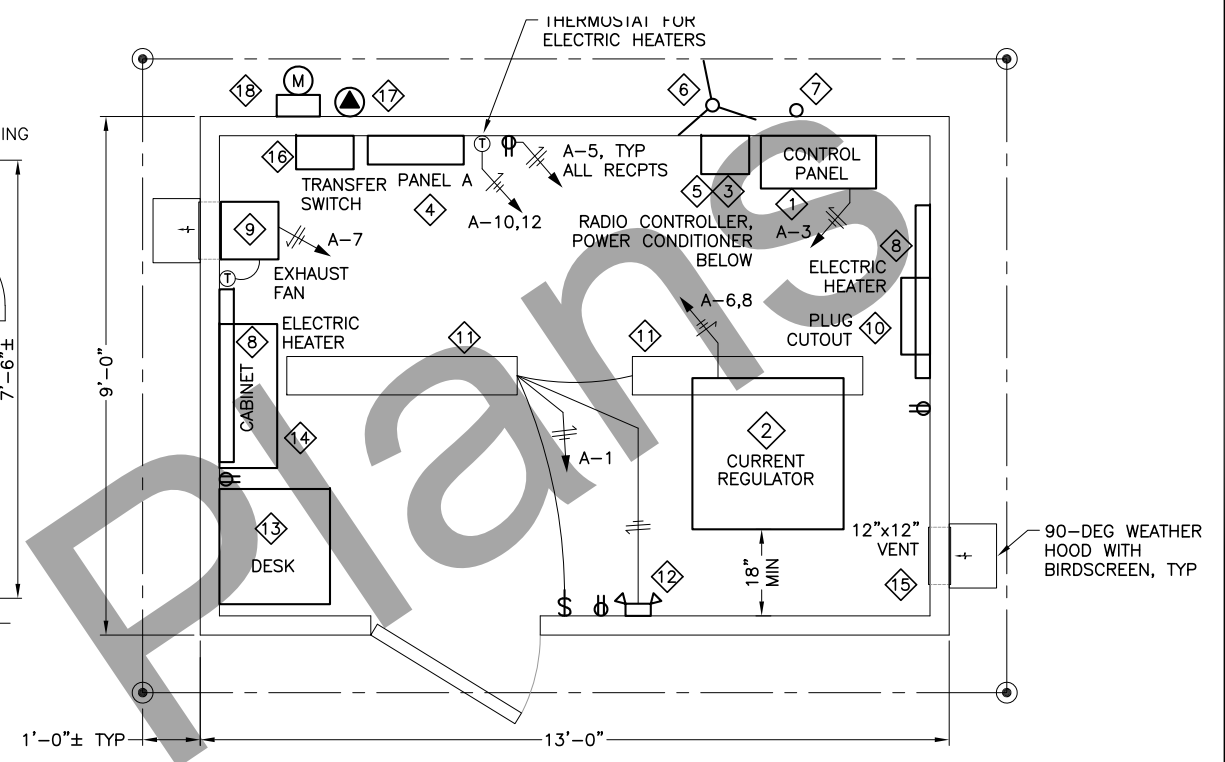 THERMOSTAT FOR
ELECTRIC HEATERS
M
18
17
6
7
ING
16
TRANSFER
SWITCH
PANEL A
4
T
A-10,12
A-5, TYP
ALL RECPTS
5
3
RADIO CONTROLLER,
POWER CONDITIONER
BELOW
CONTROL
PANEL
1
A-3
9
A-7
EXHAUST
FAN
T
8
ELECTRIC
HEATER
8
ELECTRIC
HEATER
A-6,8
PLUG
CUTOUT
10
11
11
7'-6"±
9'-0"
CABINET
14
A-1
2
CURRENT
REGULATOR
13
DESK
12"x12"
VENT
15
90-DEG WEATHER
HOOD WITH
BIRDSCREEN, TYP
18"
MIN
12
$
1'-0"± TYP
13'-0"
Plans